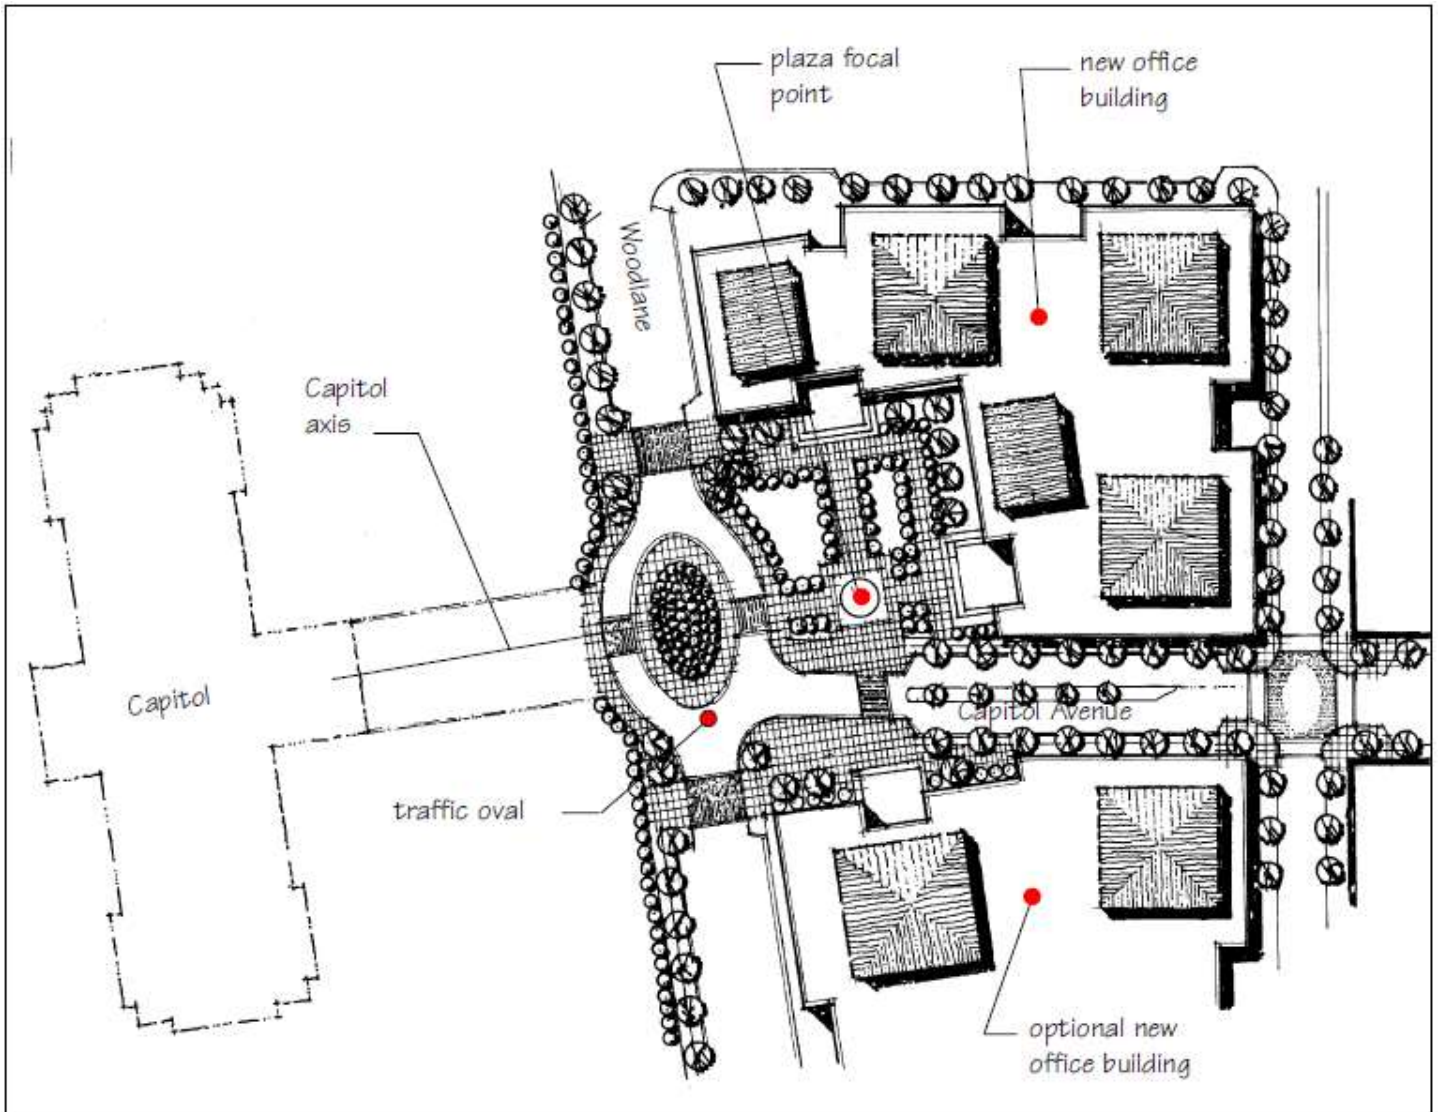 plaza focal
point
new office
building
Woodlane
Capitol
axis
Capitol
Capitol Avenue
traffic oval
optional new
office building